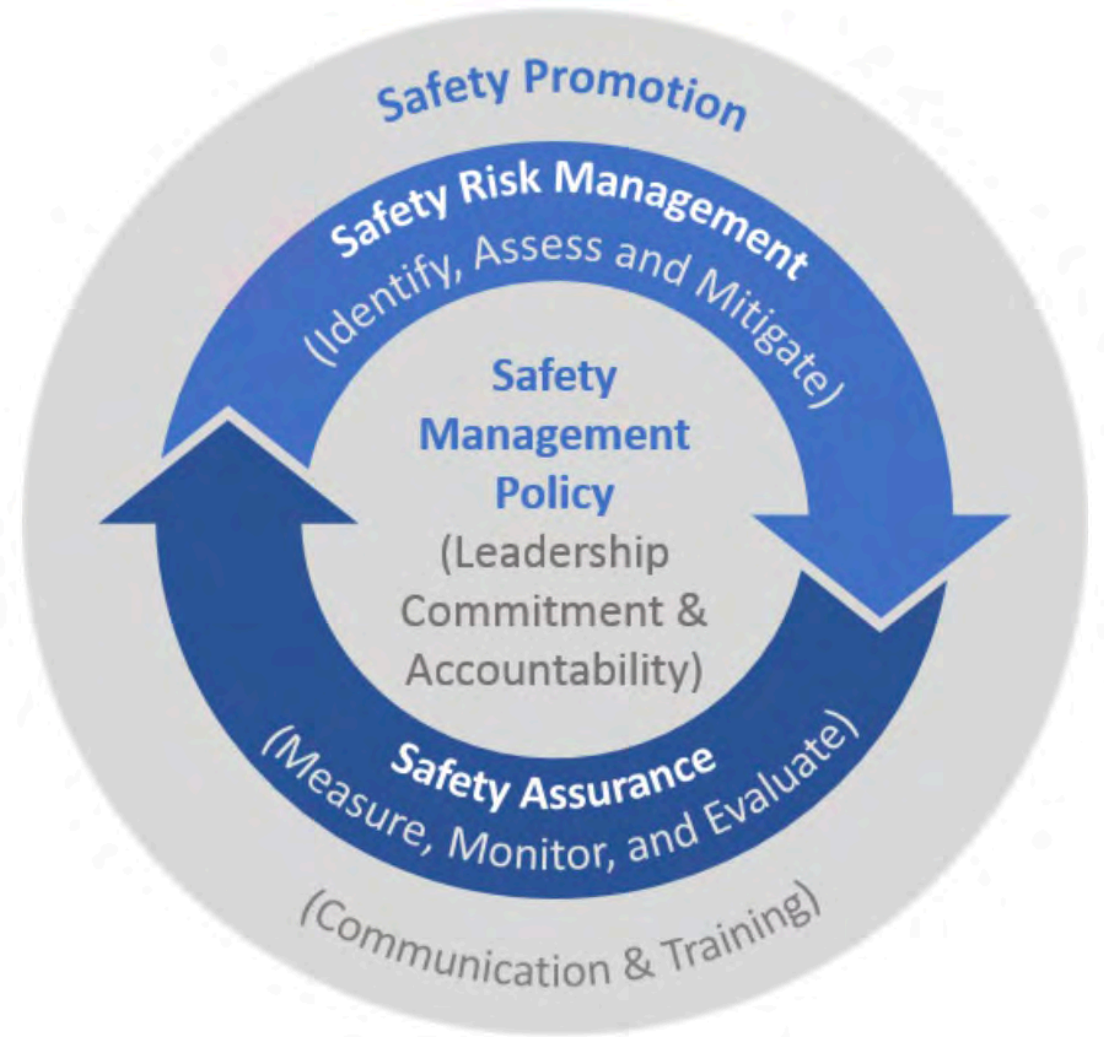 Safety Promotion
Safety Risk Management
(Identify, Assess and Mitigate)
Safety
Management
Policy
(Leadership
Commitment &
Accountability)
Safety Assurance
(Measure, Monitor, and Evaluate)
(Communication & Training)